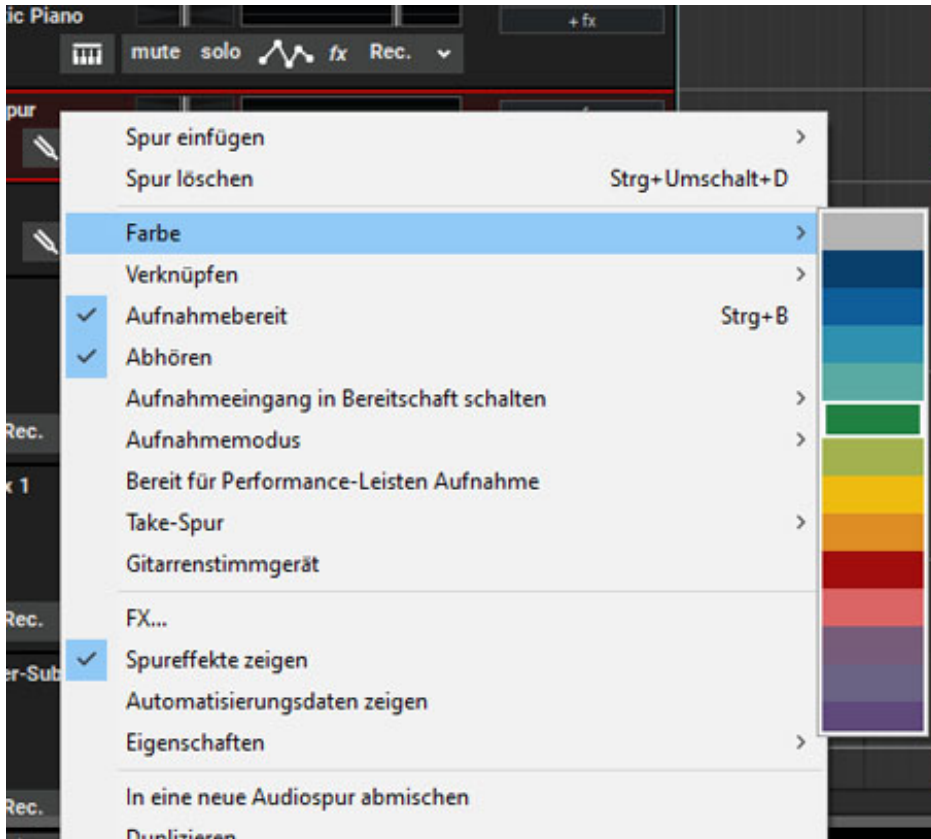 ic Piano
+ fx
mute solo fx Rec.
pur
Spur einfügen
Spur löschen Strg+Umschalt+D
Farbe
Verknüpfen
Aufnahmebereit Strg+B
Abhören
Aufnahmeeingang in Bereitschaft schalten
Rec.
Aufnahmemodus
x 1
Bereit für Performance-Leisten Aufnahme
Take-Spur
Gitarrenstimmgerät
Rec.
FX...
er-Sub
Spureffekte zeigen
Automatisierungsdaten zeigen
Eigenschaften
Rec.
In eine neue Audiospur abmischen
Duplizieren